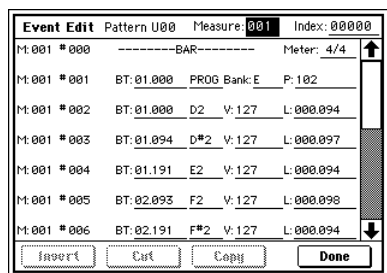 Event Edit Pattern U00 Measure: 001 Index: 00000
M: 001 #000 --------BAR-------- Meter: 4/4
M: 001 #001 BT: 01.000 PROG Bank: E P: 102
M: 001 #002 BT: 01.000 D2 V: 127 L: 000.094
M: 001 #003 BT: 01.094 D#2 V: 127 L: 000.097
M: 001 #004 BT: 01.191 E2 V: 127 L: 000.094
M: 001 #005 BT: 02.093 F2 V: 127 L: 000.098
M: 001 #006 BT: 02.191 F#2 V: 127 L: 000.094
Insert Cut Copy Done